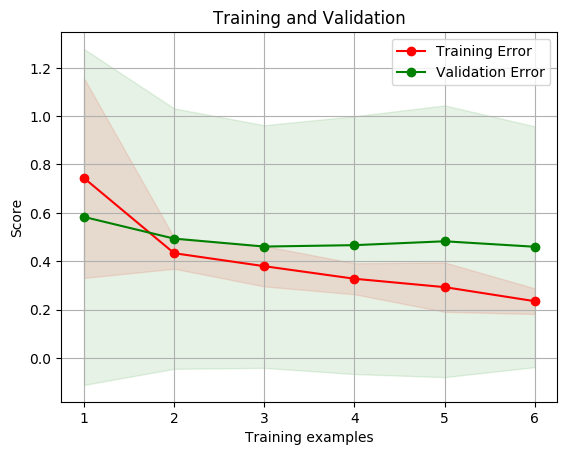 Training and Validation
Training Error
Validation Error
Score
1.2
1.0
0.8
0.6
0.4
0.2
0.0
1 2 3 4 5 6
Training examples